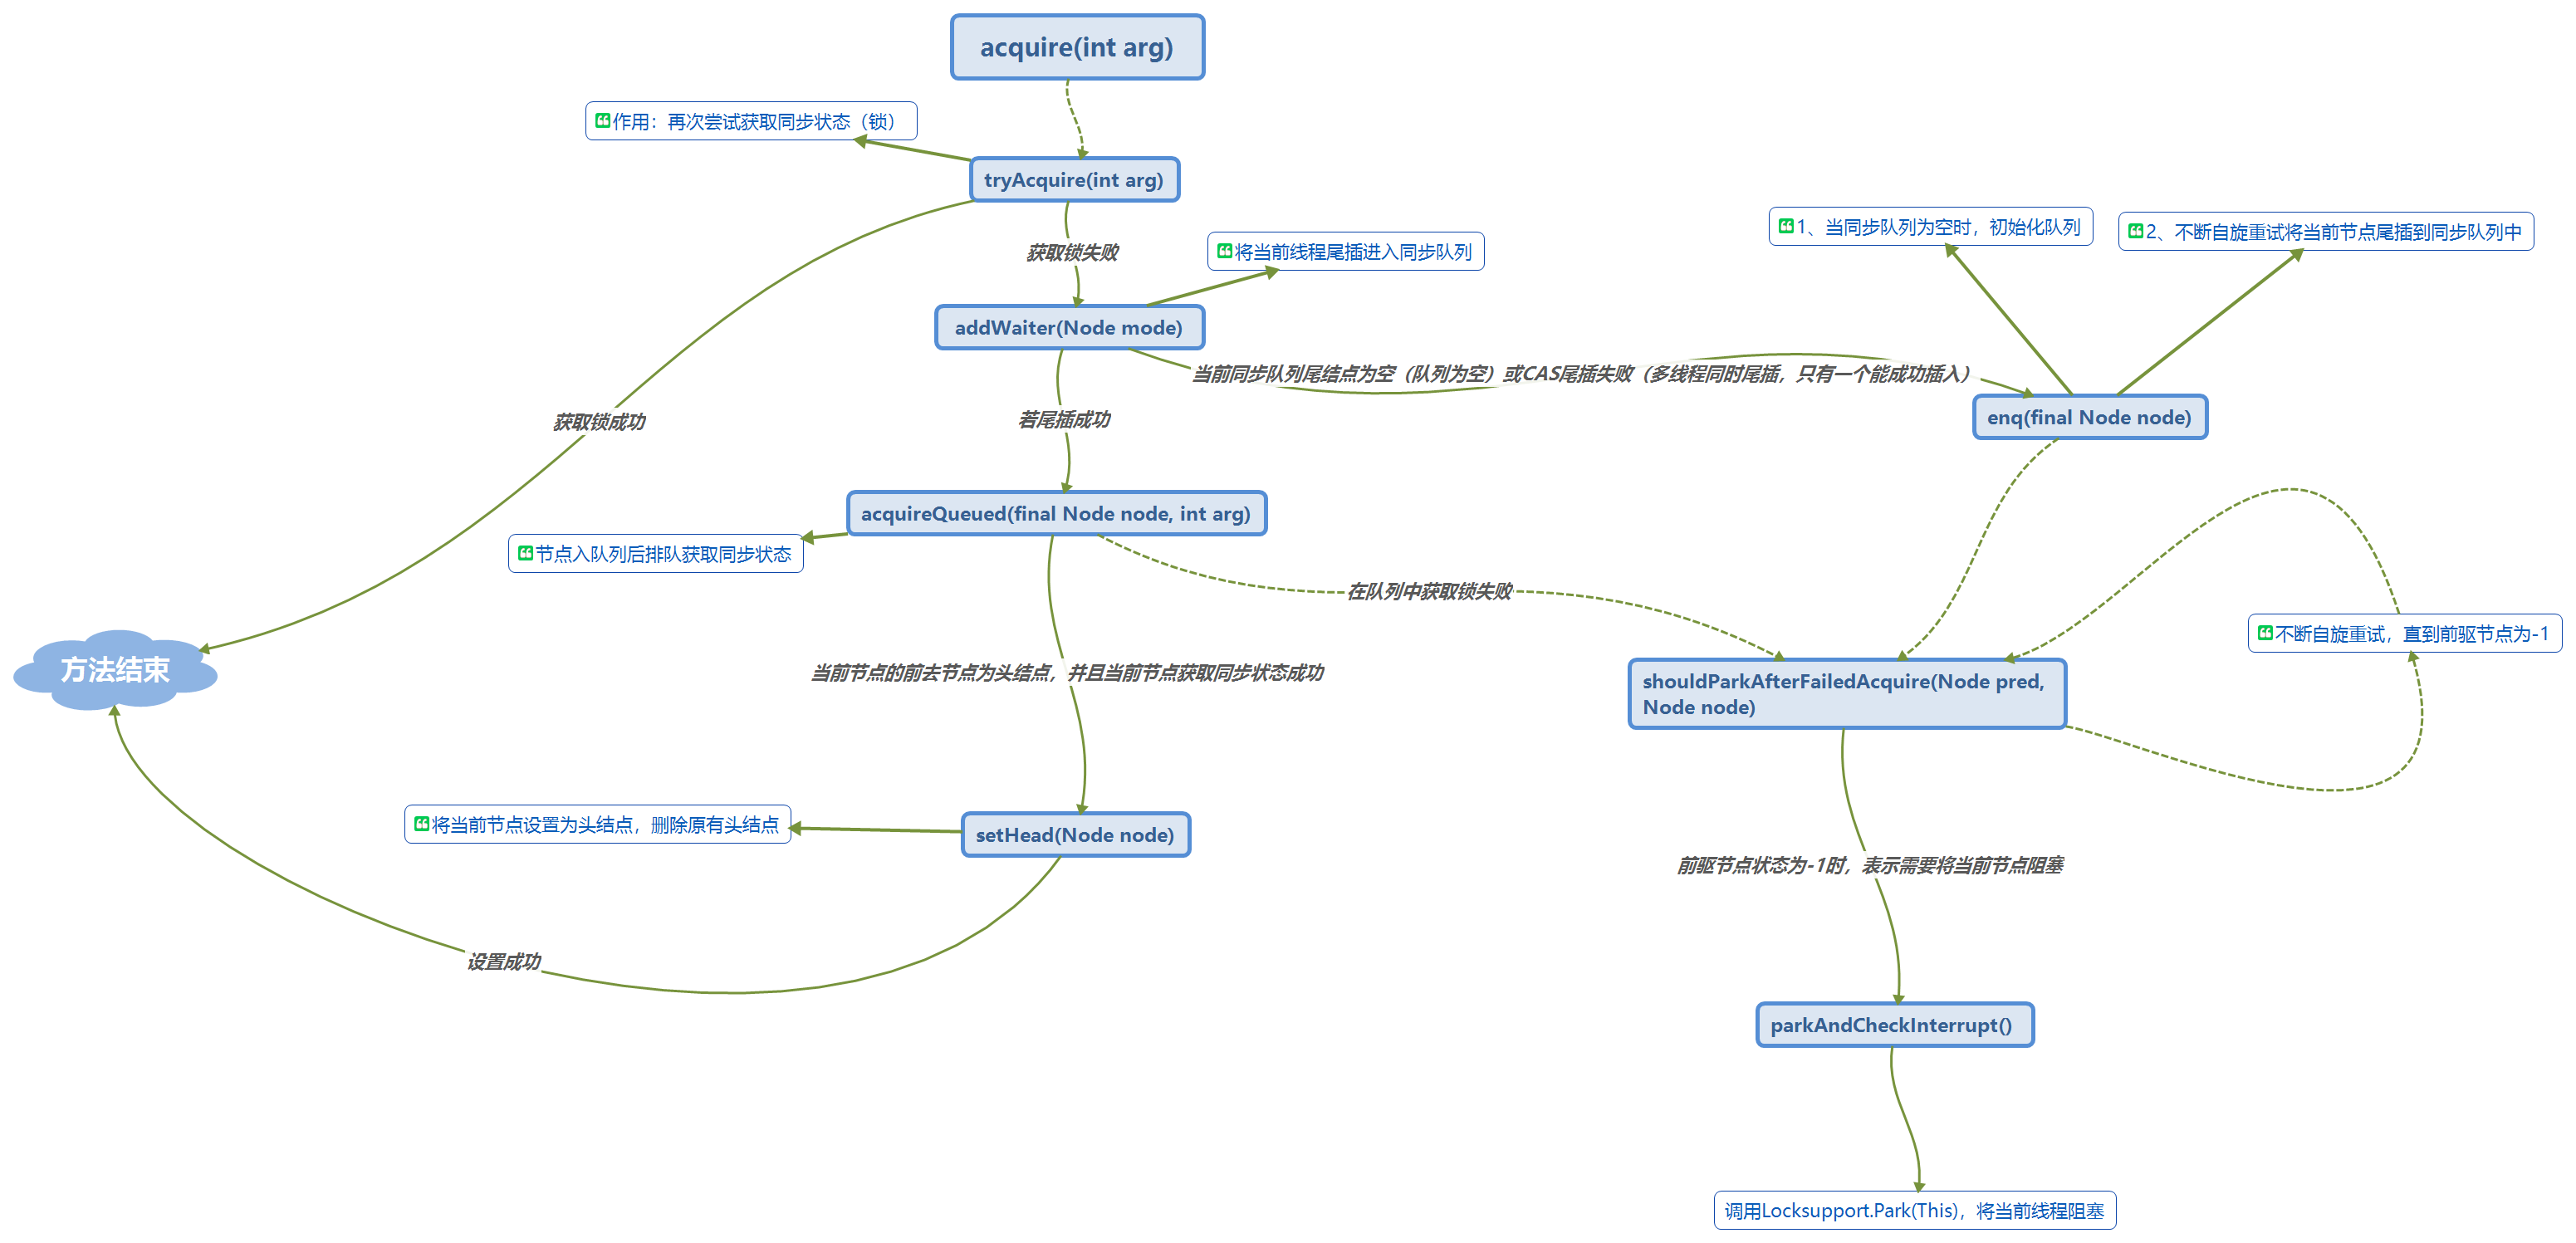 acquire(int arg)
作用：再次尝试获取同步状态（锁）
tryAcquire(int arg)
获取锁失败
将当前线程尾插进入同步队列
1、当同步队列为空时，初始化队列
2、不断自旋重试将当前节点尾插到同步队列中
addWaiter(Node mode)
当前同步队列尾结点为空（队列为空）或CAS尾插失败（多线程同时尾插，只有一个能成功插入）
获取锁成功
若尾插成功
enq(final Node node)
acquireQueued(final Node node, int arg)
节点入队列后排队获取同步状态
在队列中获取锁失败
不断自旋重试，直到前驱节点为-1
方法结束
当前节点的前去节点为头结点，并且当前节点获取同步状态成功
shouldParkAfterFailedAcquire(Node pred,
Node node)
将当前节点设置为头结点，删除原有头结点
setHead(Node node)
前驱节点状态为-1时，表示需要将当前节点阻塞
设置成功
parkAndCheckInterrupt()
调用Locksupport.Park(This)，将当前线程阻塞